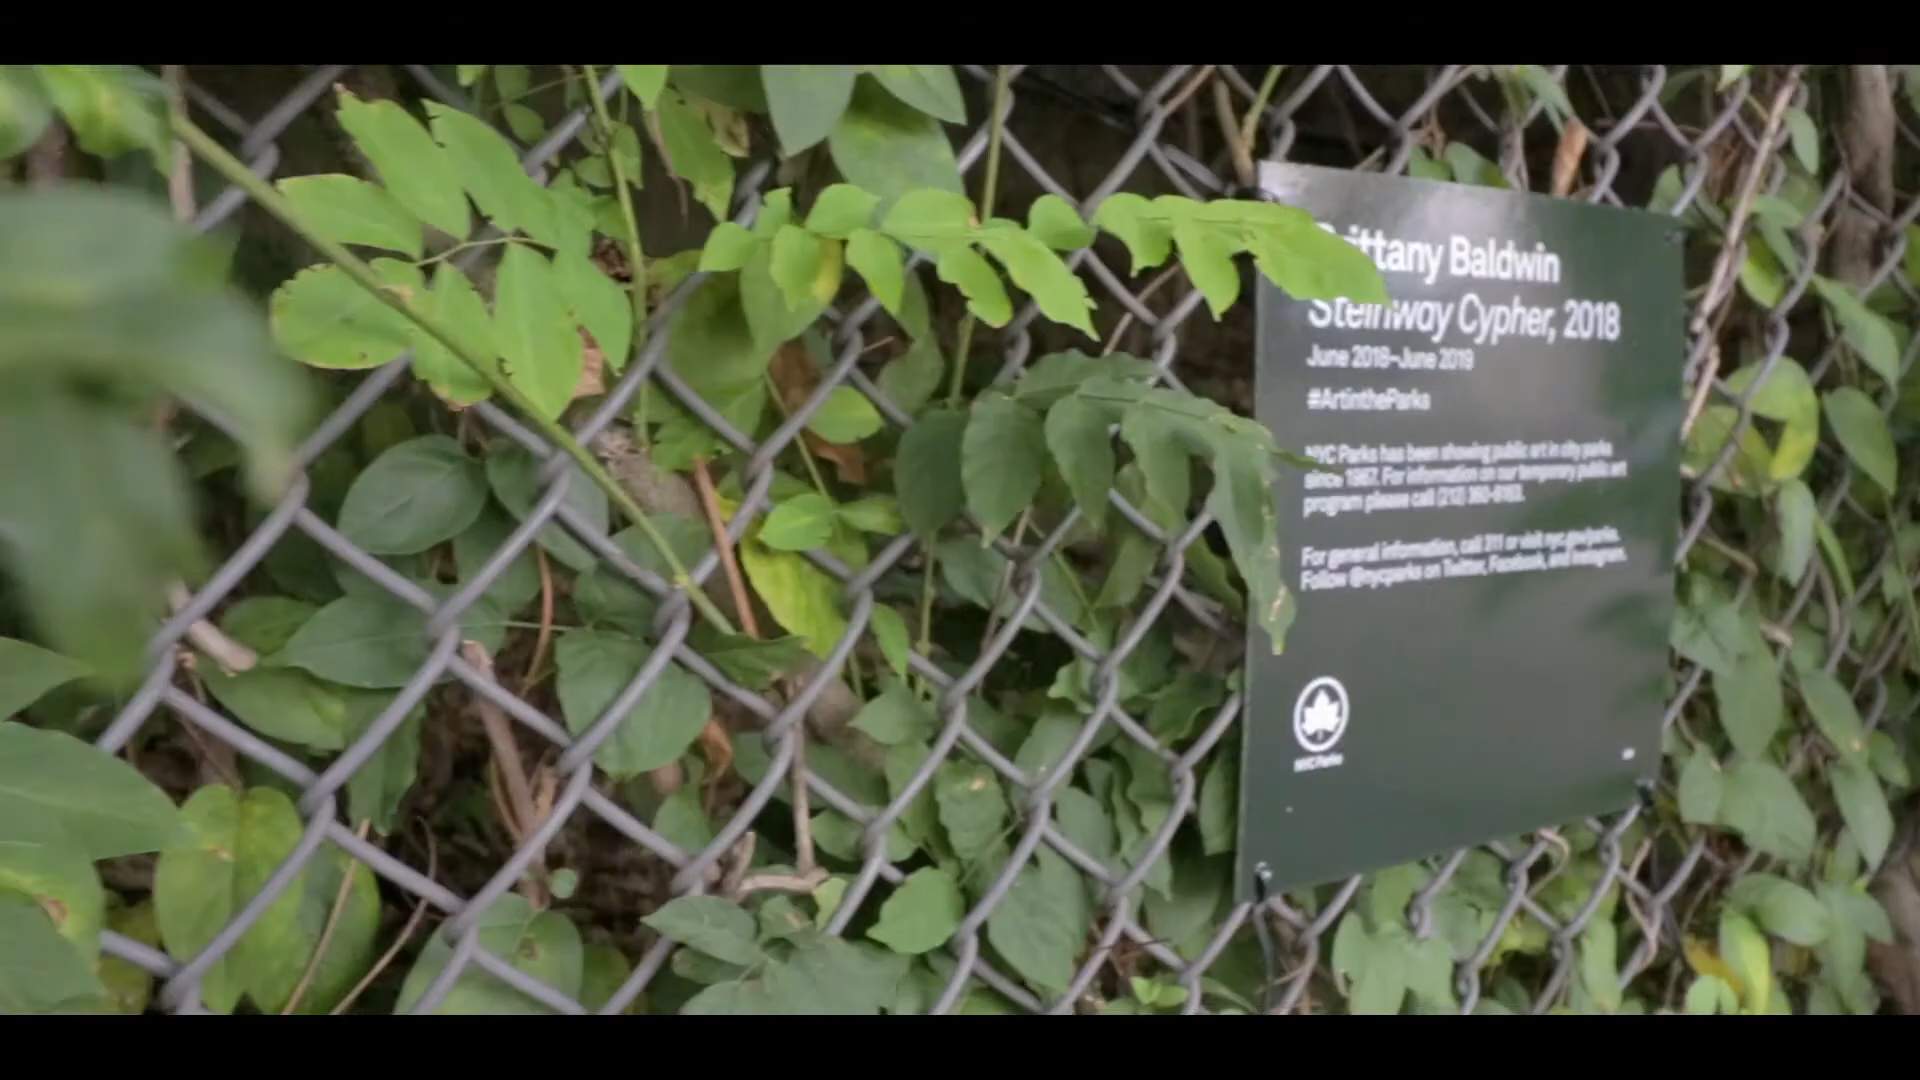 Brittany Baldwin
Steinway Cypher, 2018
June 2018–June 2019
#ArtintheParks
NYC Parks has been showing public art in city parks
since 1967. For information on our temporary public art
program please call (212) 360-8163.
For general information, call 311 or visit nyc.gov/parks.
Follow @nycparks on Twitter, Facebook, and Instagram.
NYC Parks